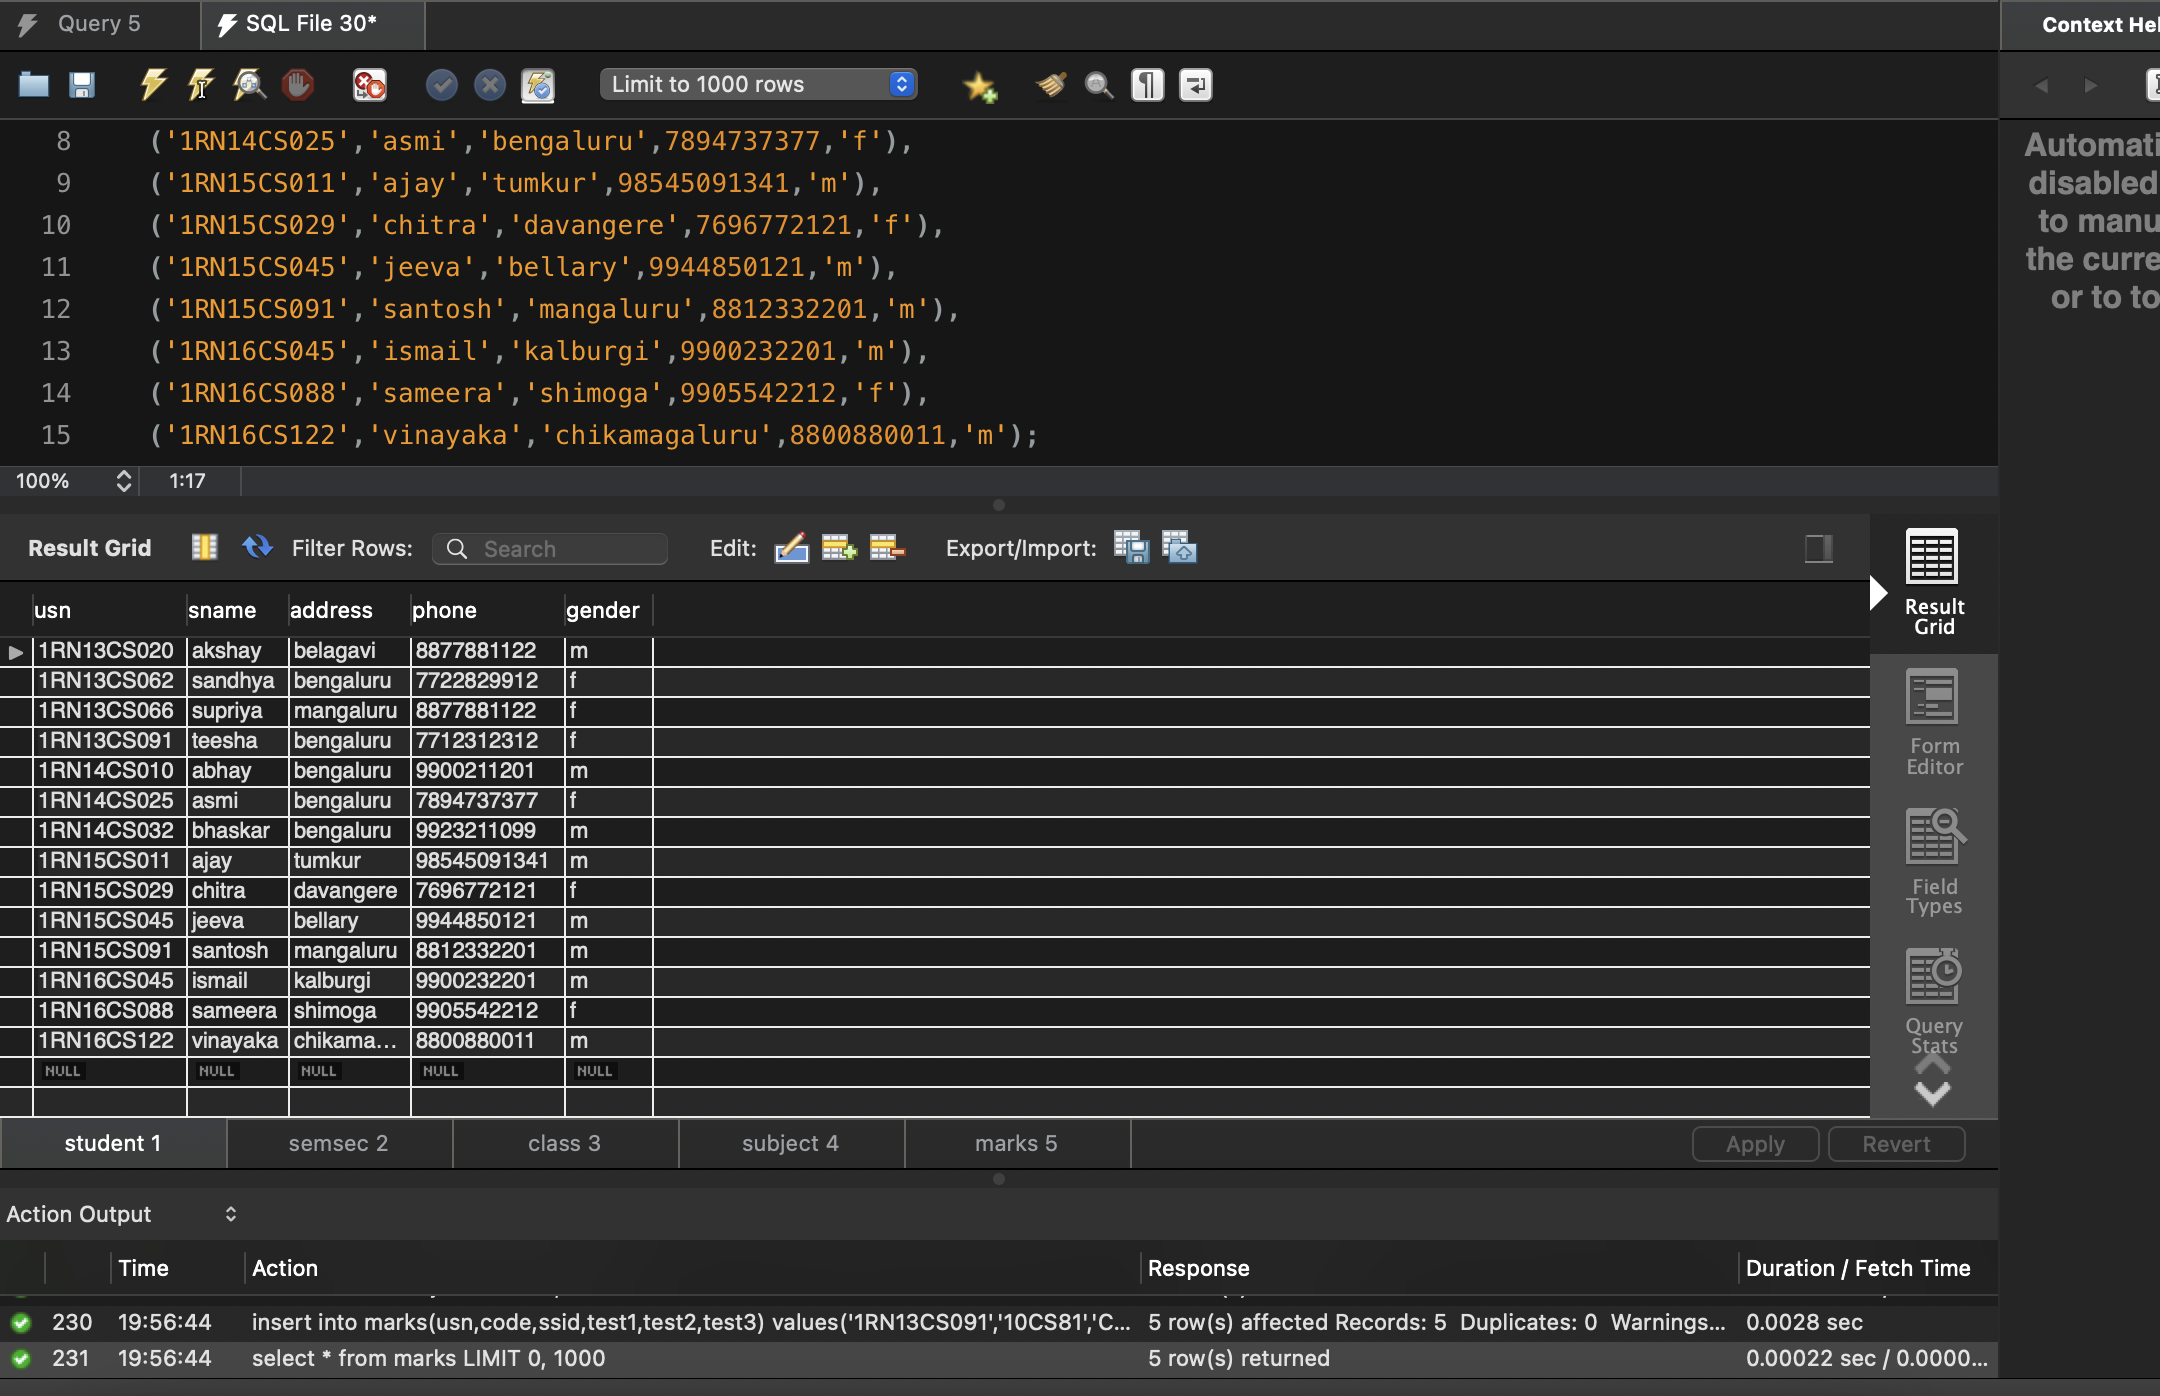 Query 5
SQL File 30*
Context Hel
Limit to 1000 rows
8 ('1RN14CS025','asmi','bengaluru',7894737377,'f'),
9 ('1RN15CS011','ajay','tumkur',98545091341,'m'),
10 ('1RN15CS029','chitra','davangere',7696772121,'f'),
11 ('1RN15CS045','jeeva','bellary',9944850121,'m'),
12 ('1RN15CS091','santosh','mangaluru',8812332201,'m'),
13 ('1RN16CS045','ismail','kalburgi',9900232201,'m'),
14 ('1RN16CS088','sameera','shimoga',9905542212,'f'),
15 ('1RN16CS122','vinayaka','chikamagaluru',8800880011,'m');
Automati
disabled
to manu
the curre
or to to
100% 1:17
Result Grid Filter Rows: Search Edit: Export/Import:
usn sname address phone gender
1RN13CS020 akshay belagavi 8877881122 m
1RN13CS062 sandhya bengaluru 7722829912 f
1RN13CS066 supriya mangaluru 8877881122 f
1RN13CS091 teesha bengaluru 7712312312 f
1RN14CS010 abhay bengaluru 9900211201 m
1RN14CS025 asmi bengaluru 7894737377 f
1RN14CS032 bhaskar bengaluru 9923211099 m
1RN15CS011 ajay tumkur 98545091341 m
1RN15CS029 chitra davangere 7696772121 f
1RN15CS045 jeeva bellary 9944850121 m
1RN15CS091 santosh mangaluru 8812332201 m
1RN16CS045 ismail kalburgi 9900232201 m
1RN16CS088 sameera shimoga 9905542212 f
1RN16CS122 vinayaka chikama... 8800880011 m
NULL NULL NULL NULL NULL
Result
Grid
Form
Editor
Field
Types
Query
Stats
student 1 semsec 2 class 3 subject 4 marks 5 Apply Revert
Action Output
Time Action Response Duration / Fetch Time
230 19:56:44 insert into marks(usn,code,ssid,test1,test2,test3) values('1RN13CS091','10CS81','C... 5 row(s) affected Records: 5 Duplicates: 0 Warnings... 0.0028 sec
231 19:56:44 select * from marks LIMIT 0, 1000 5 row(s) returned 0.00022 sec / 0.0000...